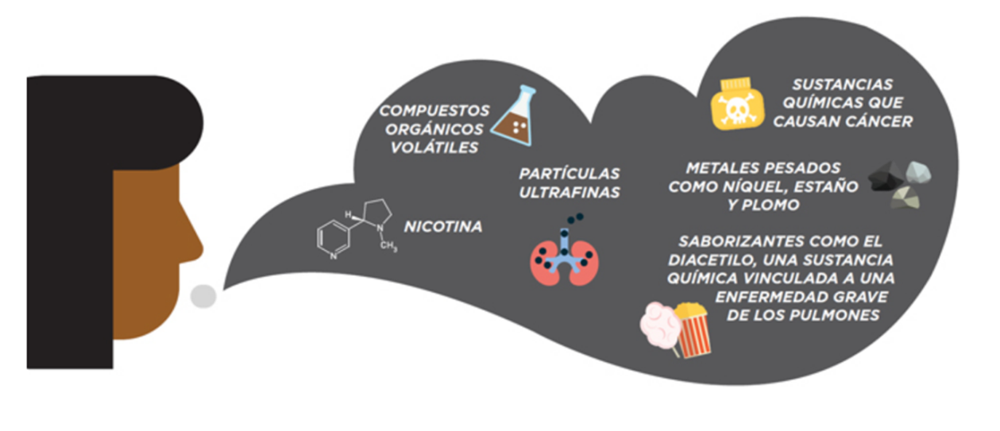 COMPUESTOS
ORGÁNICOS
VOLÁTILES
NICOTINA
H
N
CH3
N
PARTÍCULAS
ULTRAFINAS
SUSTANCIAS
QUÍMICAS QUE
CAUSAN CÁNCER
METALES PESADOS
COMO NÍQUEL, ESTAÑO
Y PLOMO
SABORIZANTES COMO EL
DIACETILO, UNA SUSTANCIA
QUÍMICA VINCULADA A UNA
ENFERMEDAD GRAVE
DE LOS PULMONES